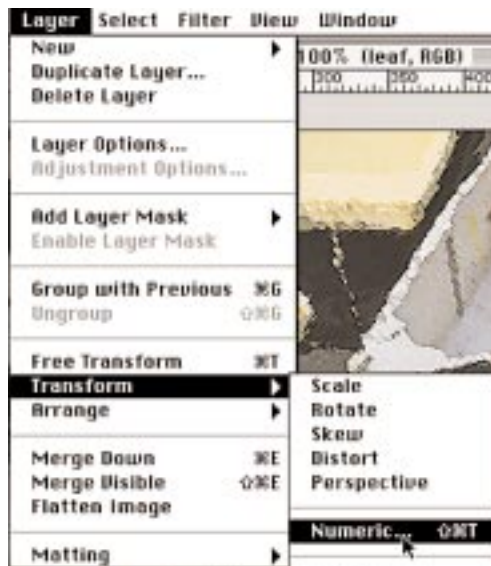 Layer Select Filter View Window
New
Duplicate Layer...
Delete Layer
Layer Options...
Adjustment Options...
Add Layer Mask
Enable Layer Mask
Group with Previous ⌘G
Ungroup ⇧⌘G
Free Transform ⌘T
Transform
Arrange
Merge Down ⌘E
Merge Visible ⇧⌘E
Flatten Image
Matting
100% (leaf, RGB)
300 350 400
Scale
Rotate
Skew
Distort
Perspective
Numeric... ⇧⌘T